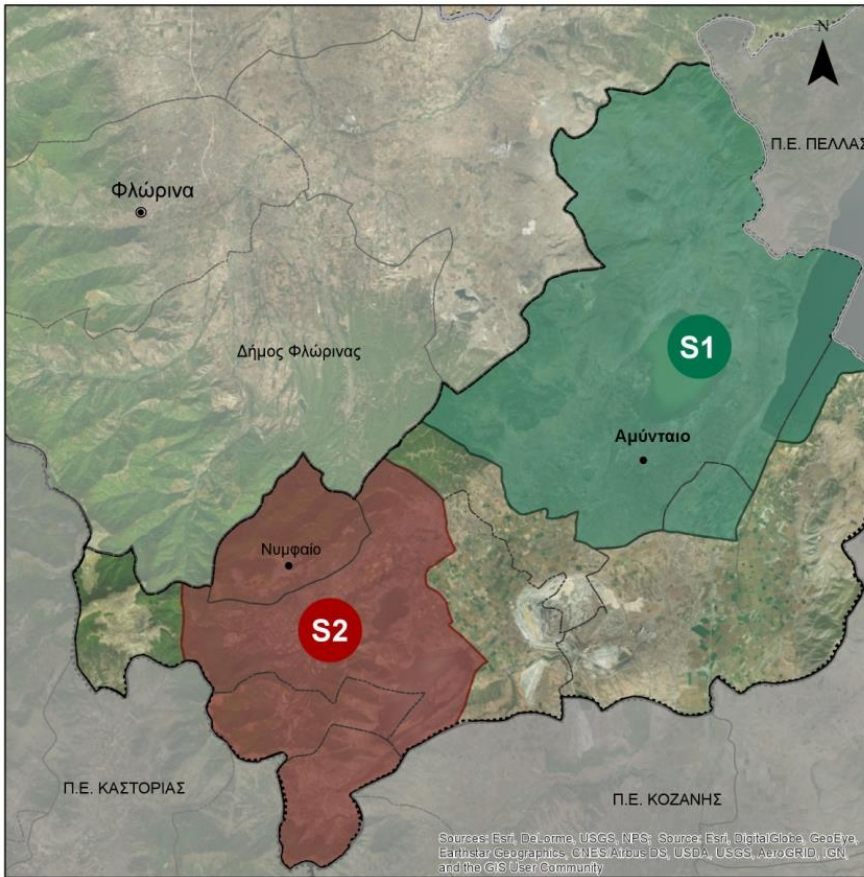 N
Π.Ε. ΠΕΛΛΑΣ
Φλώρινα
Δήμος Φλώρινας
S1
Αμύνταιο
Νυμφαίο
S2
Π.Ε. ΚΑΣΤΟΡΙΑΣ
Π.Ε. ΚΟΖΑΝΗΣ
Sources: Esri, DeLorme, USGS, NPS; Source: Esri, DigitalGlobe, GeoEye,
Earthstar Geographics, CNES/Airbus DS, USDA, USGS, AeroGRID, IGN,
and the GIS User Community